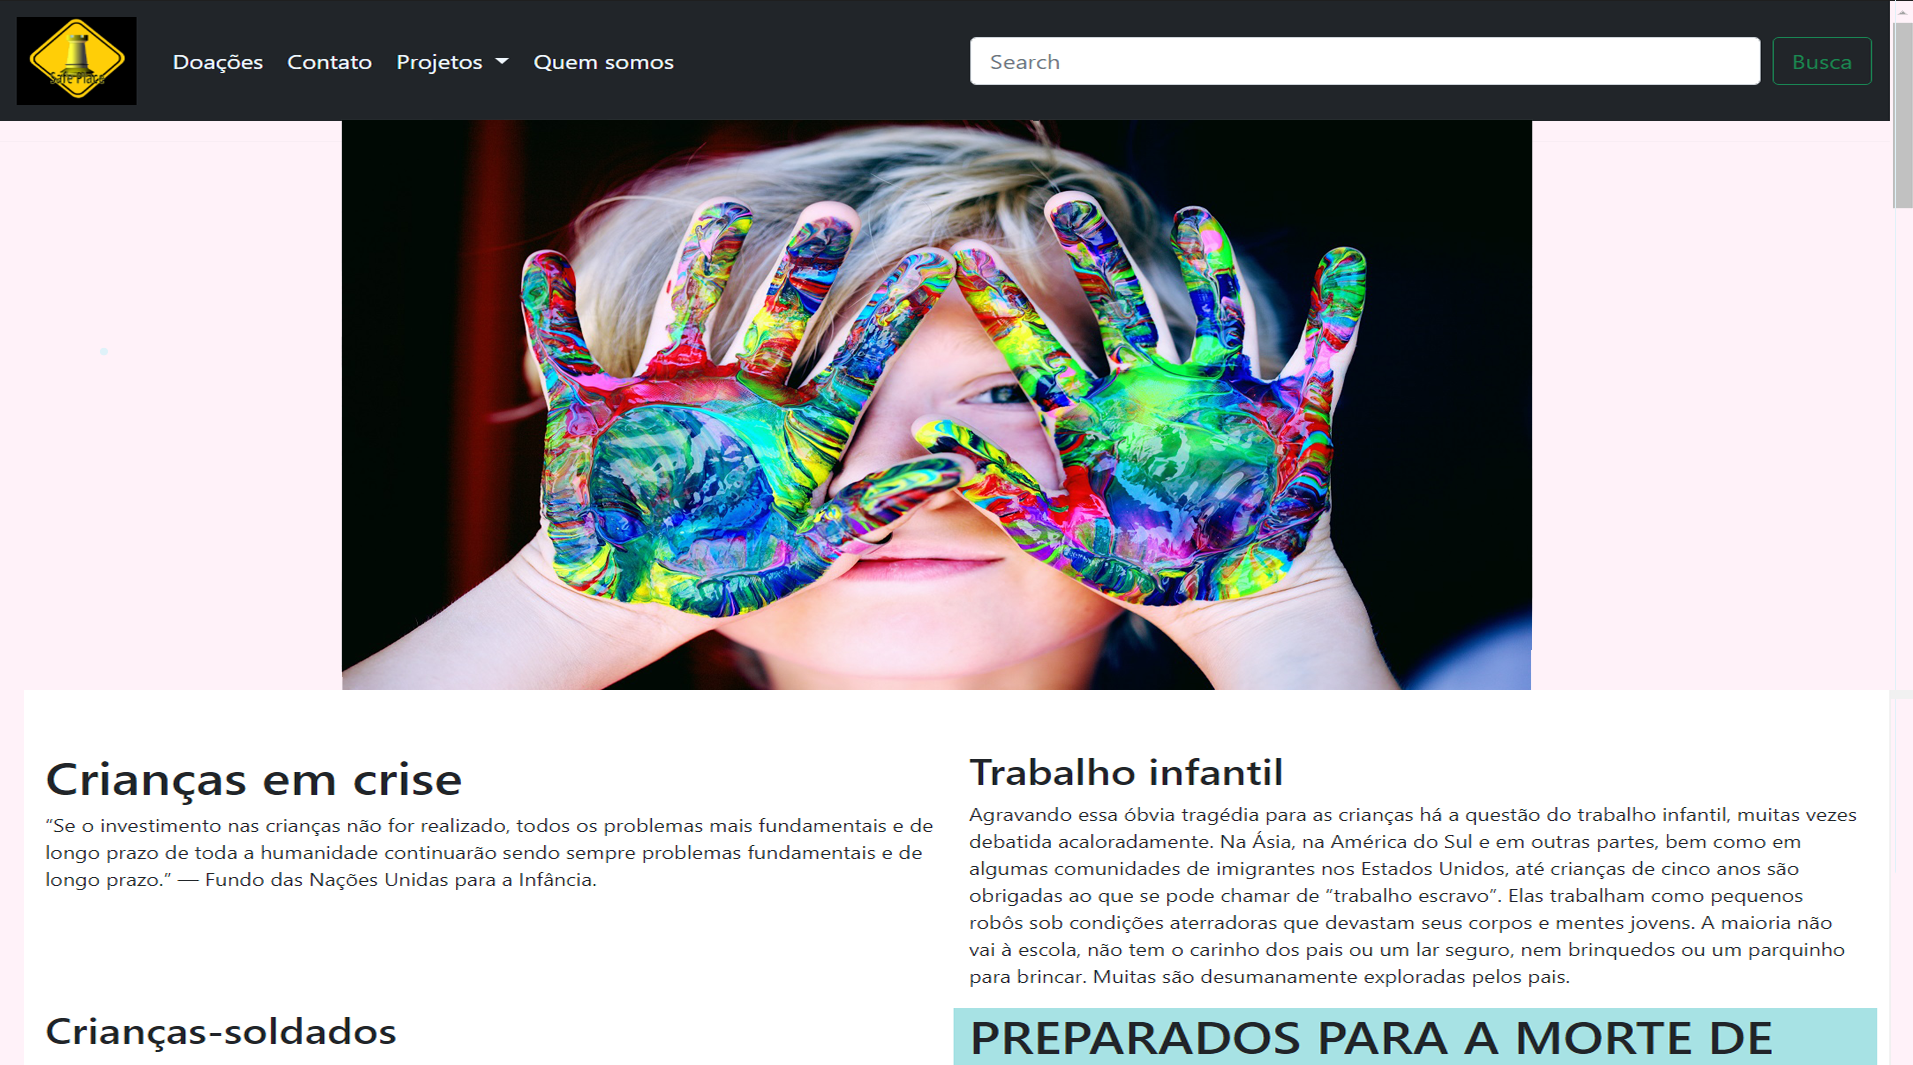 Safe Place
Doações Contato Projetos Quem somos Search Busca
Crianças em crise
“Se o investimento nas crianças não for realizado, todos os problemas mais fundamentais e de
longo prazo de toda a humanidade continuarão sendo sempre problemas fundamentais e de
longo prazo.” — Fundo das Nações Unidas para a Infância.
Trabalho infantil
Agravando essa óbvia tragédia para as crianças há a questão do trabalho infantil, muitas vezes
debatida acaloradamente. Na Ásia, na América do Sul e em outras partes, bem como em
algumas comunidades de imigrantes nos Estados Unidos, até crianças de cinco anos são
obrigadas ao que se pode chamar de “trabalho escravo”. Elas trabalham como pequenos
robôs sob condições aterradoras que devastam seus corpos e mentes jovens. A maioria não
vai à escola, não tem o carinho dos pais ou um lar seguro, nem brinquedos ou um parquinho
para brincar. Muitas são desumanamente exploradas pelos pais.
Crianças-soldados
PREPARADOS PARA A MORTE DE